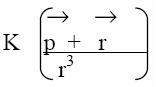 K ( (p⃗ + r⃗) / r³ )